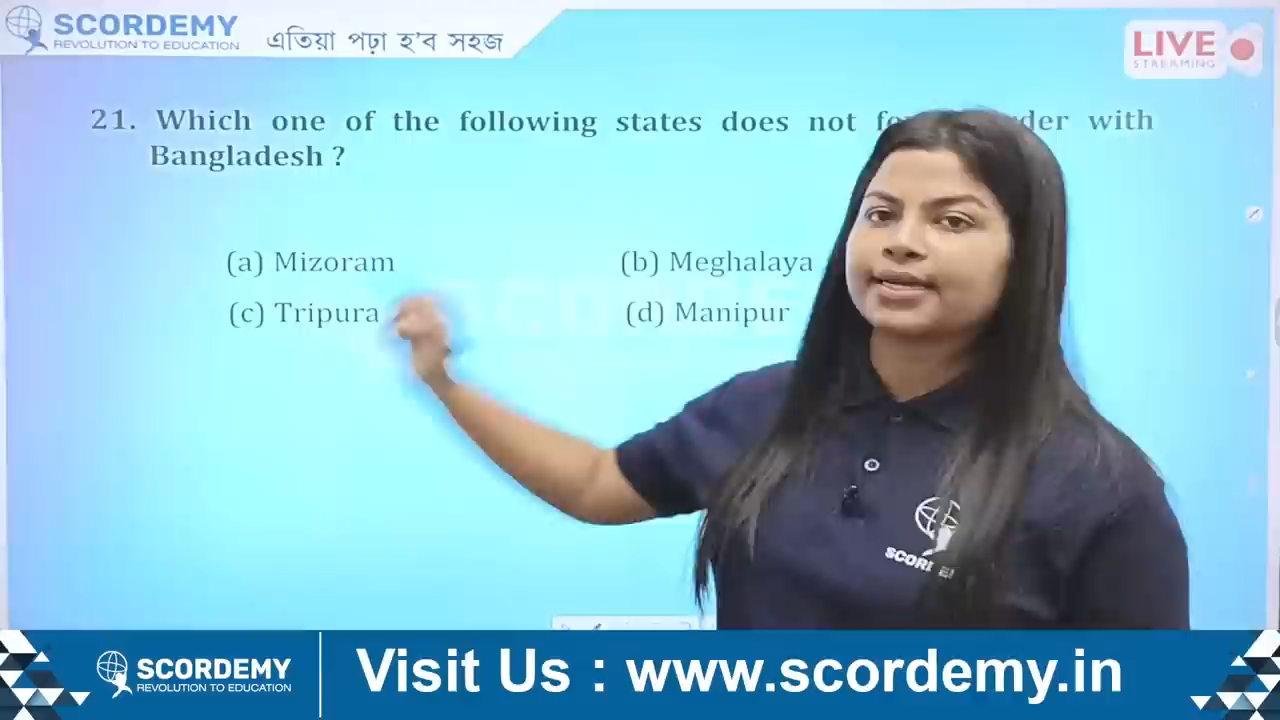 SCORDEMY
REVOLUTION TO EDUCATION
এতিয়া পঢ়া হ'ব সহজ
LIVE
STREAMING
21. Which one of the following states does not with
Bangladesh ?
(a) Mizoram (b) Meghalaya
(c) Tripura (d) Manipur
SCORDEMY
REVOLUTION TO EDUCATION
Visit Us : www.scordemy.in